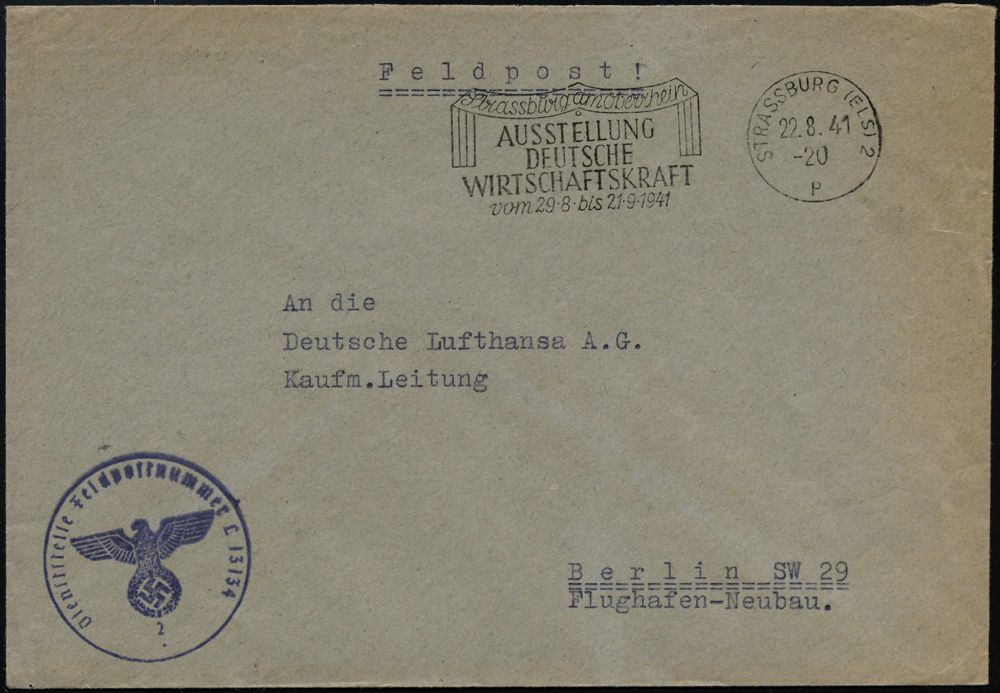 Feldpost!
Strassburg am Oberrhein
AUSSTELLUNG
DEUTSCHE
WIRTSCHAFTSKRAFT
vom 29·8· bis 21·9·1941
STRASSBURG (ELS) 2
22.8.41
-20
P
An die
Deutsche Lufthansa A.G.
Kaufm.Leitung
Dienststelle Feldpostnummer L 13134
2
Berlin SW 29
Flughafen-Neubau.